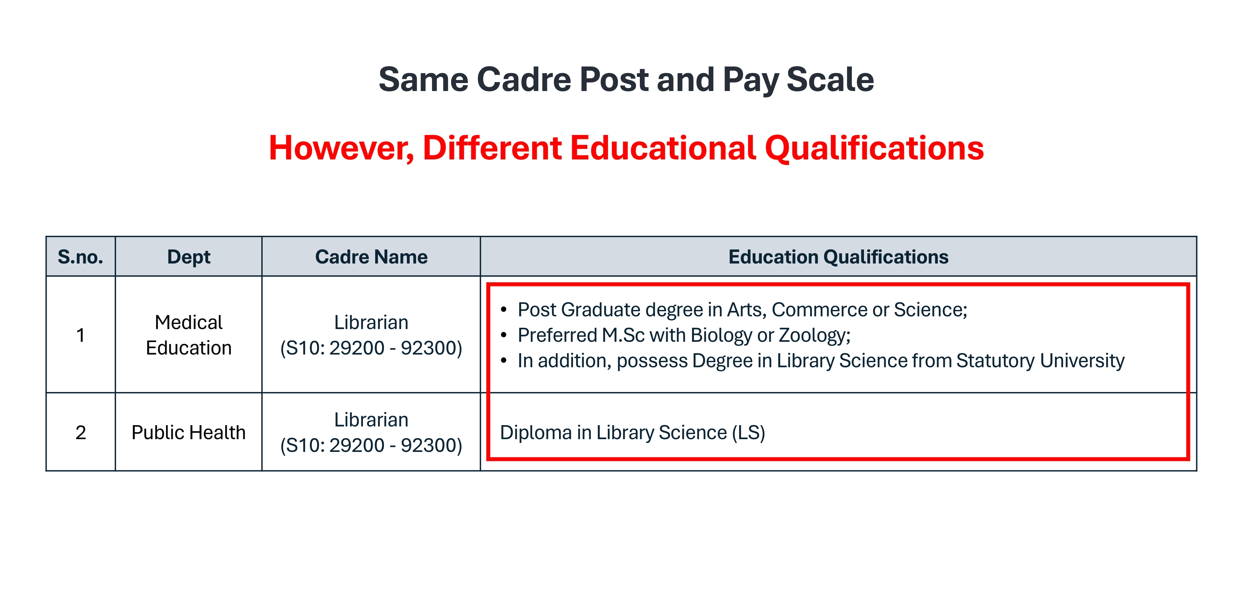 Same Cadre Post and Pay Scale
However, Different Educational Qualifications
S.no.
Dept
Cadre Name
Education Qualifications
1
Medical
Education
Librarian
(S10: 29200 - 92300)
• Post Graduate degree in Arts, Commerce or Science;
• Preferred M.Sc with Biology or Zoology;
• In addition, possess Degree in Library Science from Statutory University
2
Public Health
Librarian
(S10: 29200 - 92300)
Diploma in Library Science (LS)